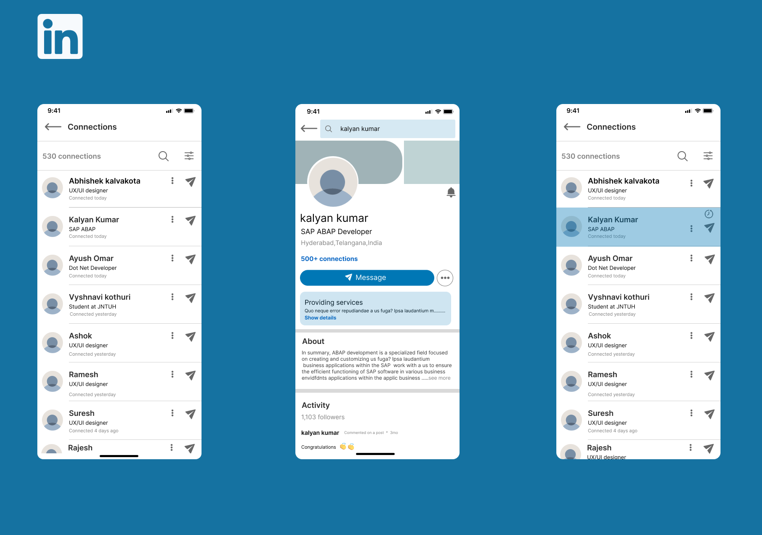 in
9:41
Connections
530 connections
Abhishek kalvakota
UX/UI designer
Connected today
Kalyan Kumar
SAP ABAP
Connected today
Ayush Omar
Dot Net Developer
Connected today
Vyshnavi kothuri
Student at JNTUH
Connected yesterday
Ashok
UX/UI designer
Connected yesterday
Ramesh
UX/UI designer
Connected yesterday
Suresh
UX/UI designer
Connected 4 days ago
Rajesh
9:41
kalyan kumar
kalyan kumar
SAP ABAP Developer
Hyderabad,Telangana,India
500+ connections
Message
Providing services
Quo neque error repudiandae a us fuga? Ipsa laudantium m........
Show details
About
In summary, ABAP development is a specialized field focused
on creating and customizing us fuga? Ipsa laudantium
business applications within the SAP work with a us to ensure
the efficient functioning of SAP software in various business
envidfdnts applications within the applic business .....see more
Activity
1,103 followers
kalyan kumar Commented on a post * 3mo
Congratulations 👏👏
9:41
Connections
530 connections
Abhishek kalvakota
UX/UI designer
Connected today
Kalyan Kumar
SAP ABAP
Connected today
Ayush Omar
Dot Net Developer
Connected today
Vyshnavi kothuri
Student at JNTUH
Connected yesterday
Ashok
UX/UI designer
Connected yesterday
Ramesh
UX/UI designer
Connected yesterday
Suresh
UX/UI designer
Connected 4 days ago
Rajesh
UX/UI designer